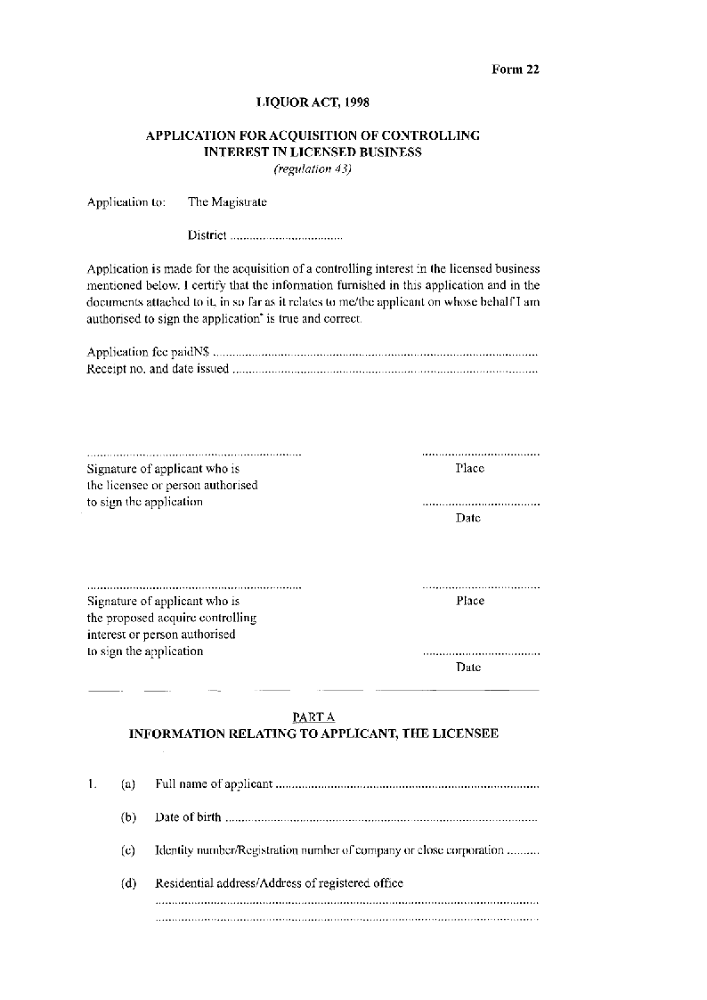 Form 22
LIQUOR ACT, 1998
APPLICATION FOR ACQUISITION OF CONTROLLING
INTEREST IN LICENSED BUSINESS
(regulation 43)
Application to: The Magistrate
District ...................................
Application is made for the acquisition of a controlling interest in the licensed business
mentioned below. I certify that the information furnished in this application and in the
documents attached to it, in so far as it relates to me/the applicant on whose behalf I am
authorised to sign the application* is true and correct.
Application fee paidN$ ....................................................................................................
Receipt no. and date issued ..............................................................................................
.................................................................. ....................................
Signature of applicant who is Place
the licensee or person authorised
to sign the application ....................................
Date
.................................................................. ....................................
Signature of applicant who is Place
the proposed acquire controlling
interest or person authorised
to sign the application ....................................
Date
PART A
INFORMATION RELATING TO APPLICANT, THE LICENSEE
1. (a) Full name of applicant .................................................................................
(b) Date of birth ................................................................................................
(c) Identity number/Registration number of company or close corporation ..........
(d) Residential address/Address of registered office
......................................................................................................................
......................................................................................................................